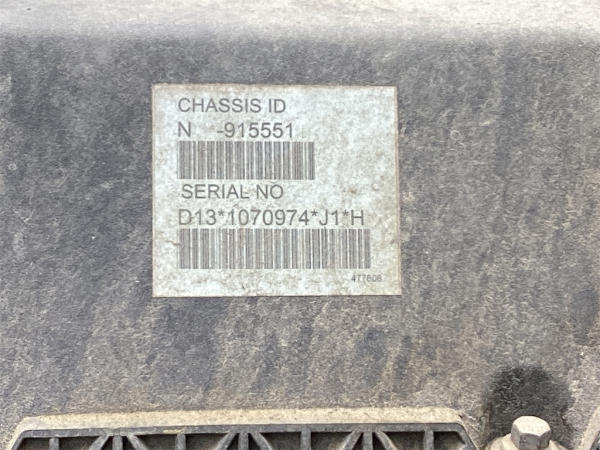 CHASSIS ID
N -915551
SERIAL NO
D13*1070974*J1*H
477606